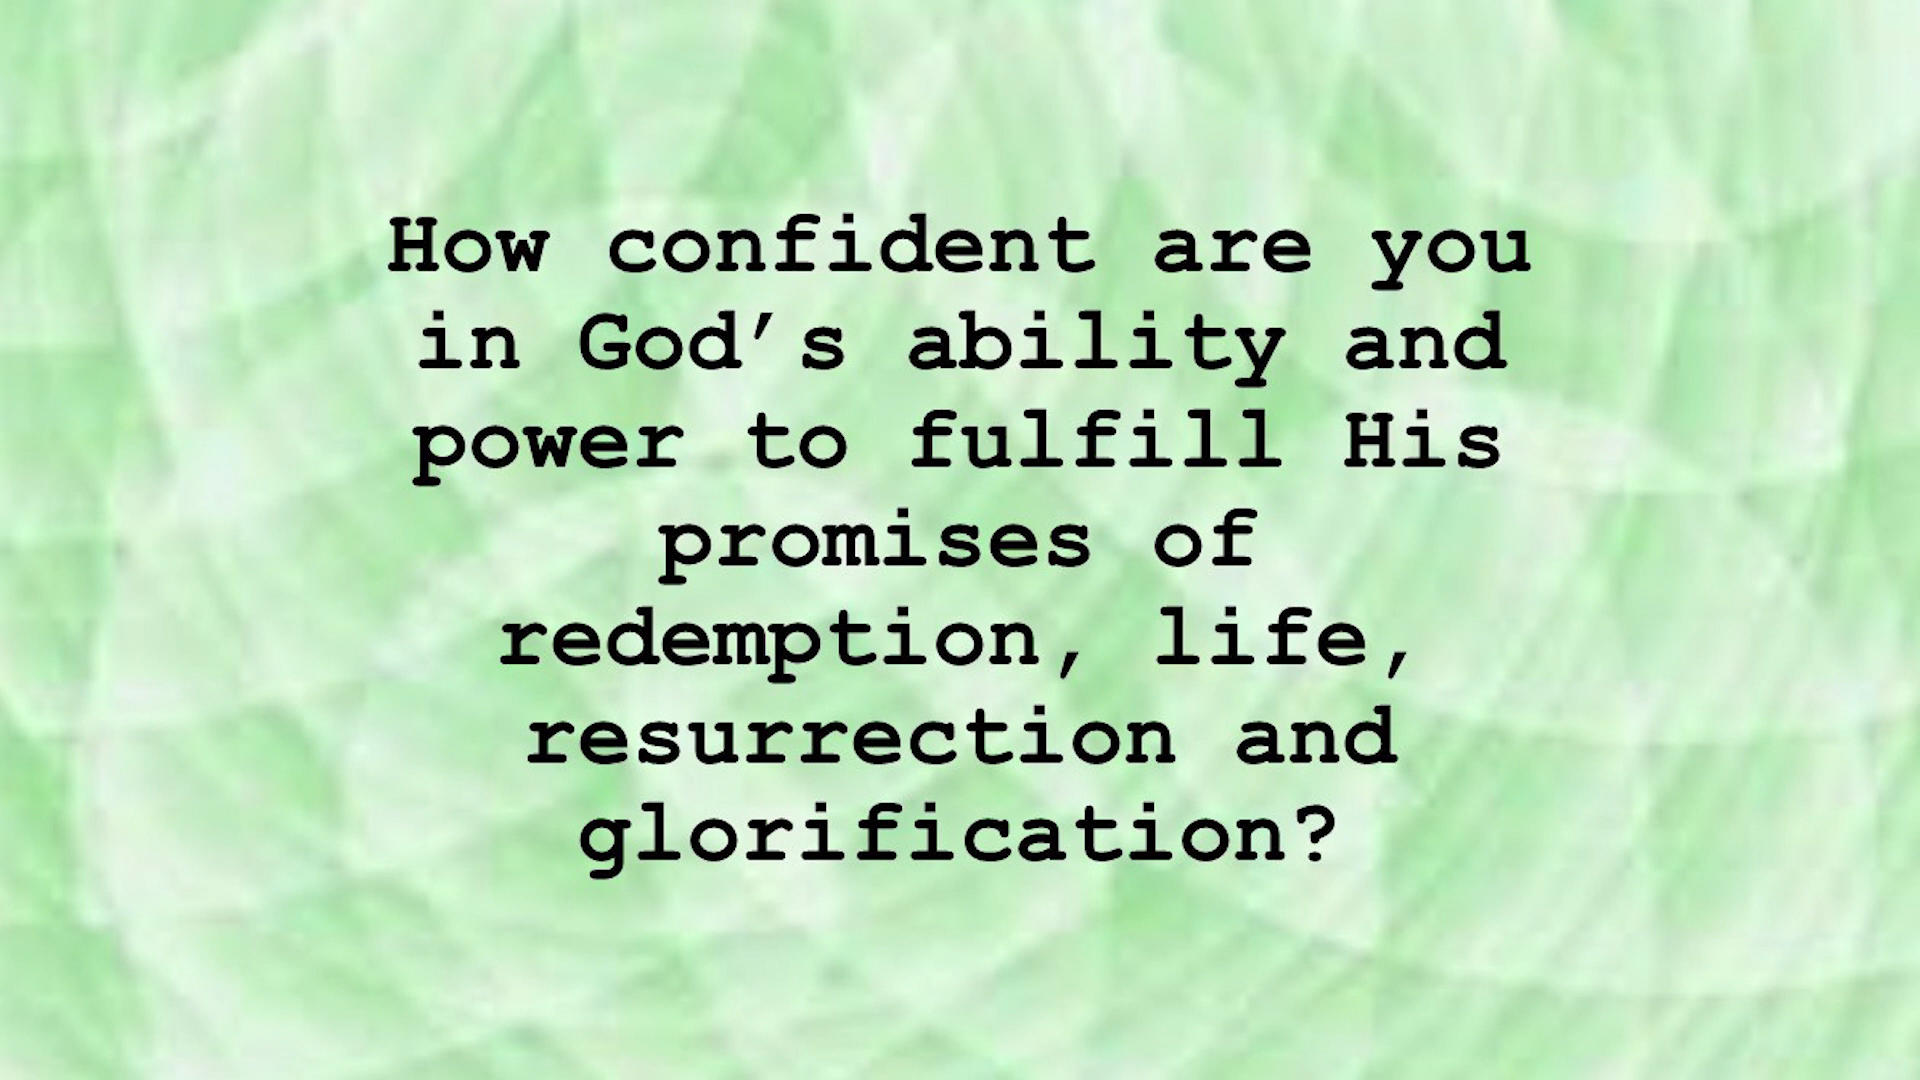 How confident are you
in God’s ability and
power to fulfill His
promises of
redemption, life,
resurrection and
glorification?